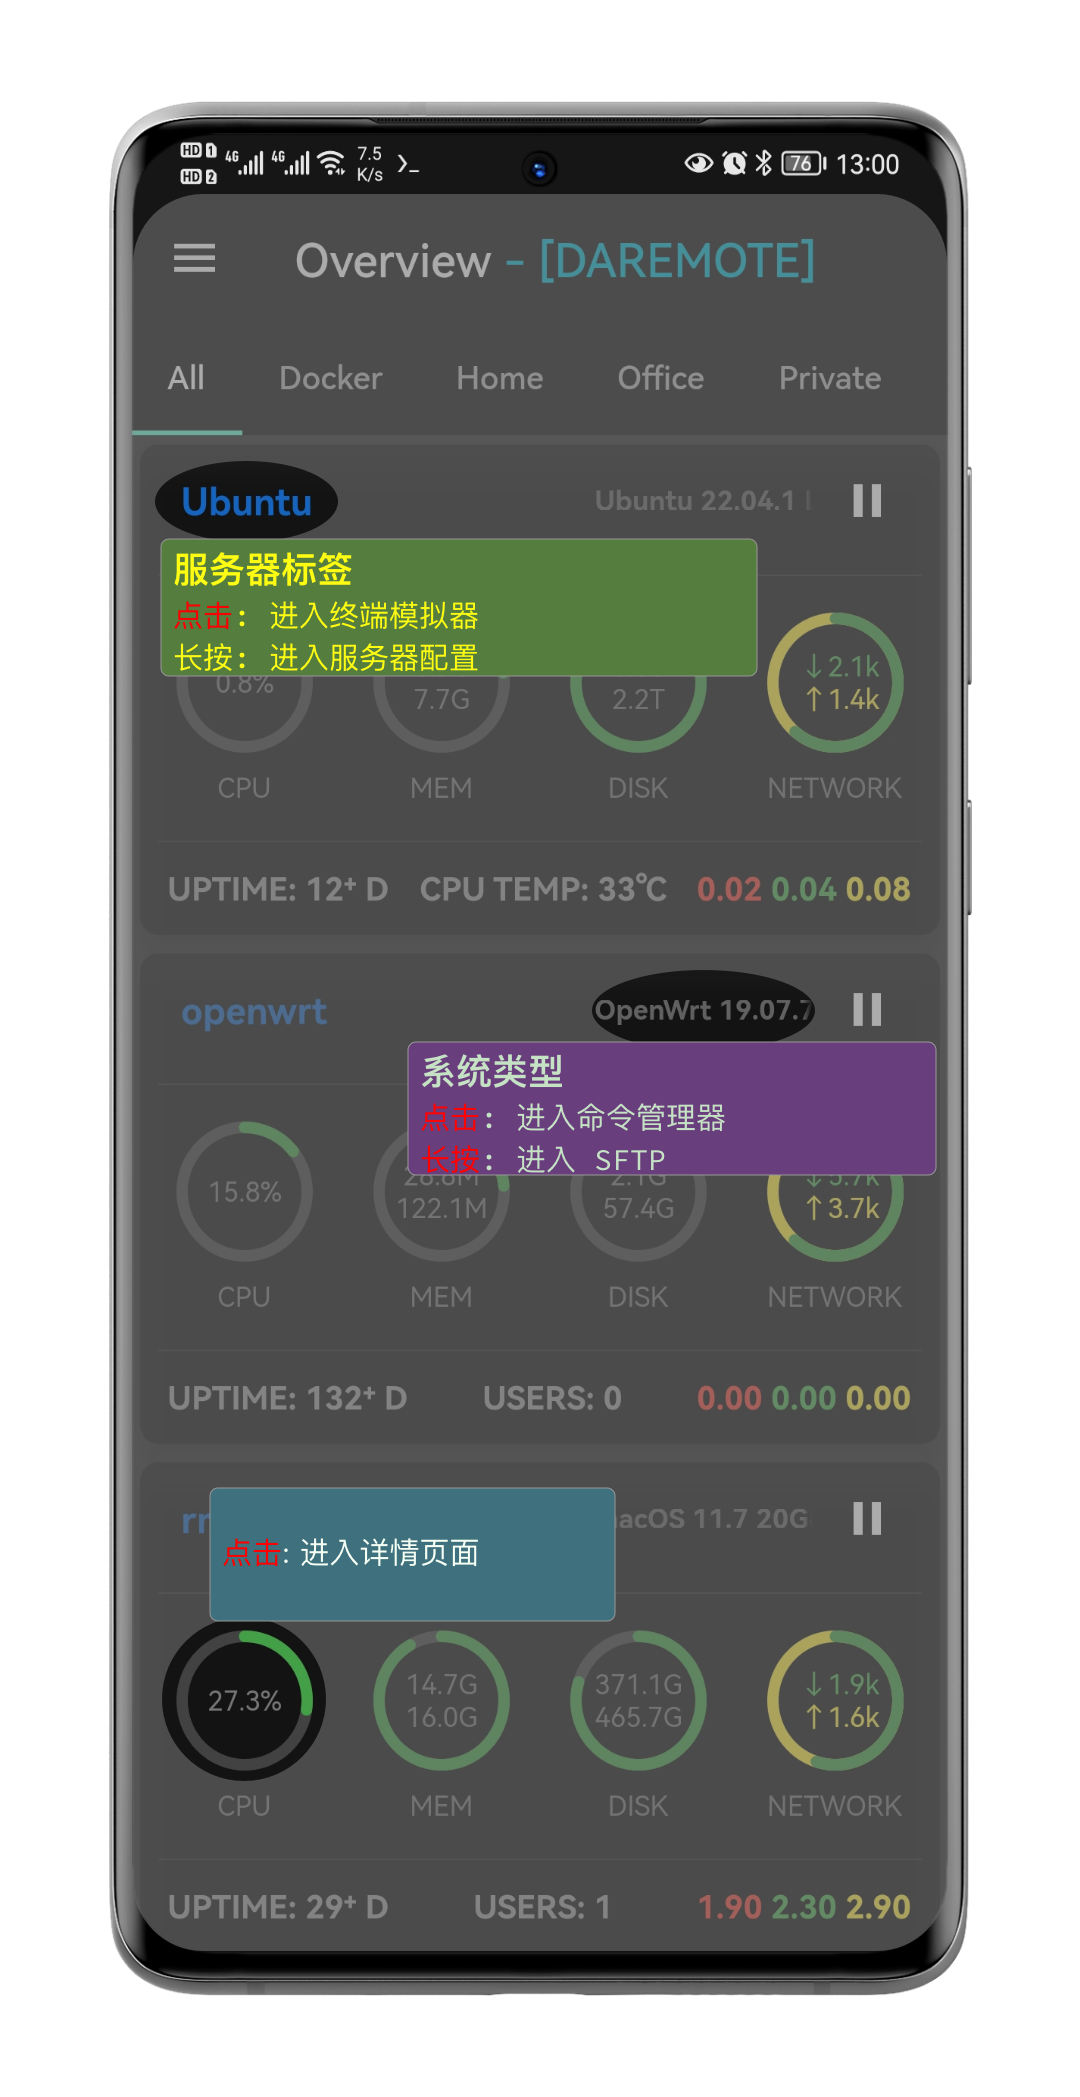 HD 1
HD 2
4G 4G 7.5 K/s >_ 76 13:00
Overview - [DAREMOTE]
All Docker Home Office Private
Ubuntu Ubuntu 22.04.1
服务器标签
点击： 进入终端模拟器
长按： 进入服务器配置
0.8% 7.7G 2.2T ↓2.1k ↑1.4k
CPU MEM DISK NETWORK
UPTIME: 12⁺ D CPU TEMP: 33℃ 0.02 0.04 0.08
openwrt OpenWrt 19.07.7
系统类型
点击： 进入命令管理器
长按： 进入 SFTP
15.8% 122.1M 57.4G ↑3.7k
CPU MEM DISK NETWORK
UPTIME: 132⁺ D USERS: 0 0.00 0.00 0.00
acOS 11.7 20G
点击: 进入详情页面
27.3% 14.7G 371.1G ↓1.9k
16.0G 465.7G ↑1.6k
CPU MEM DISK NETWORK
UPTIME: 29⁺ D USERS: 1 1.90 2.30 2.90